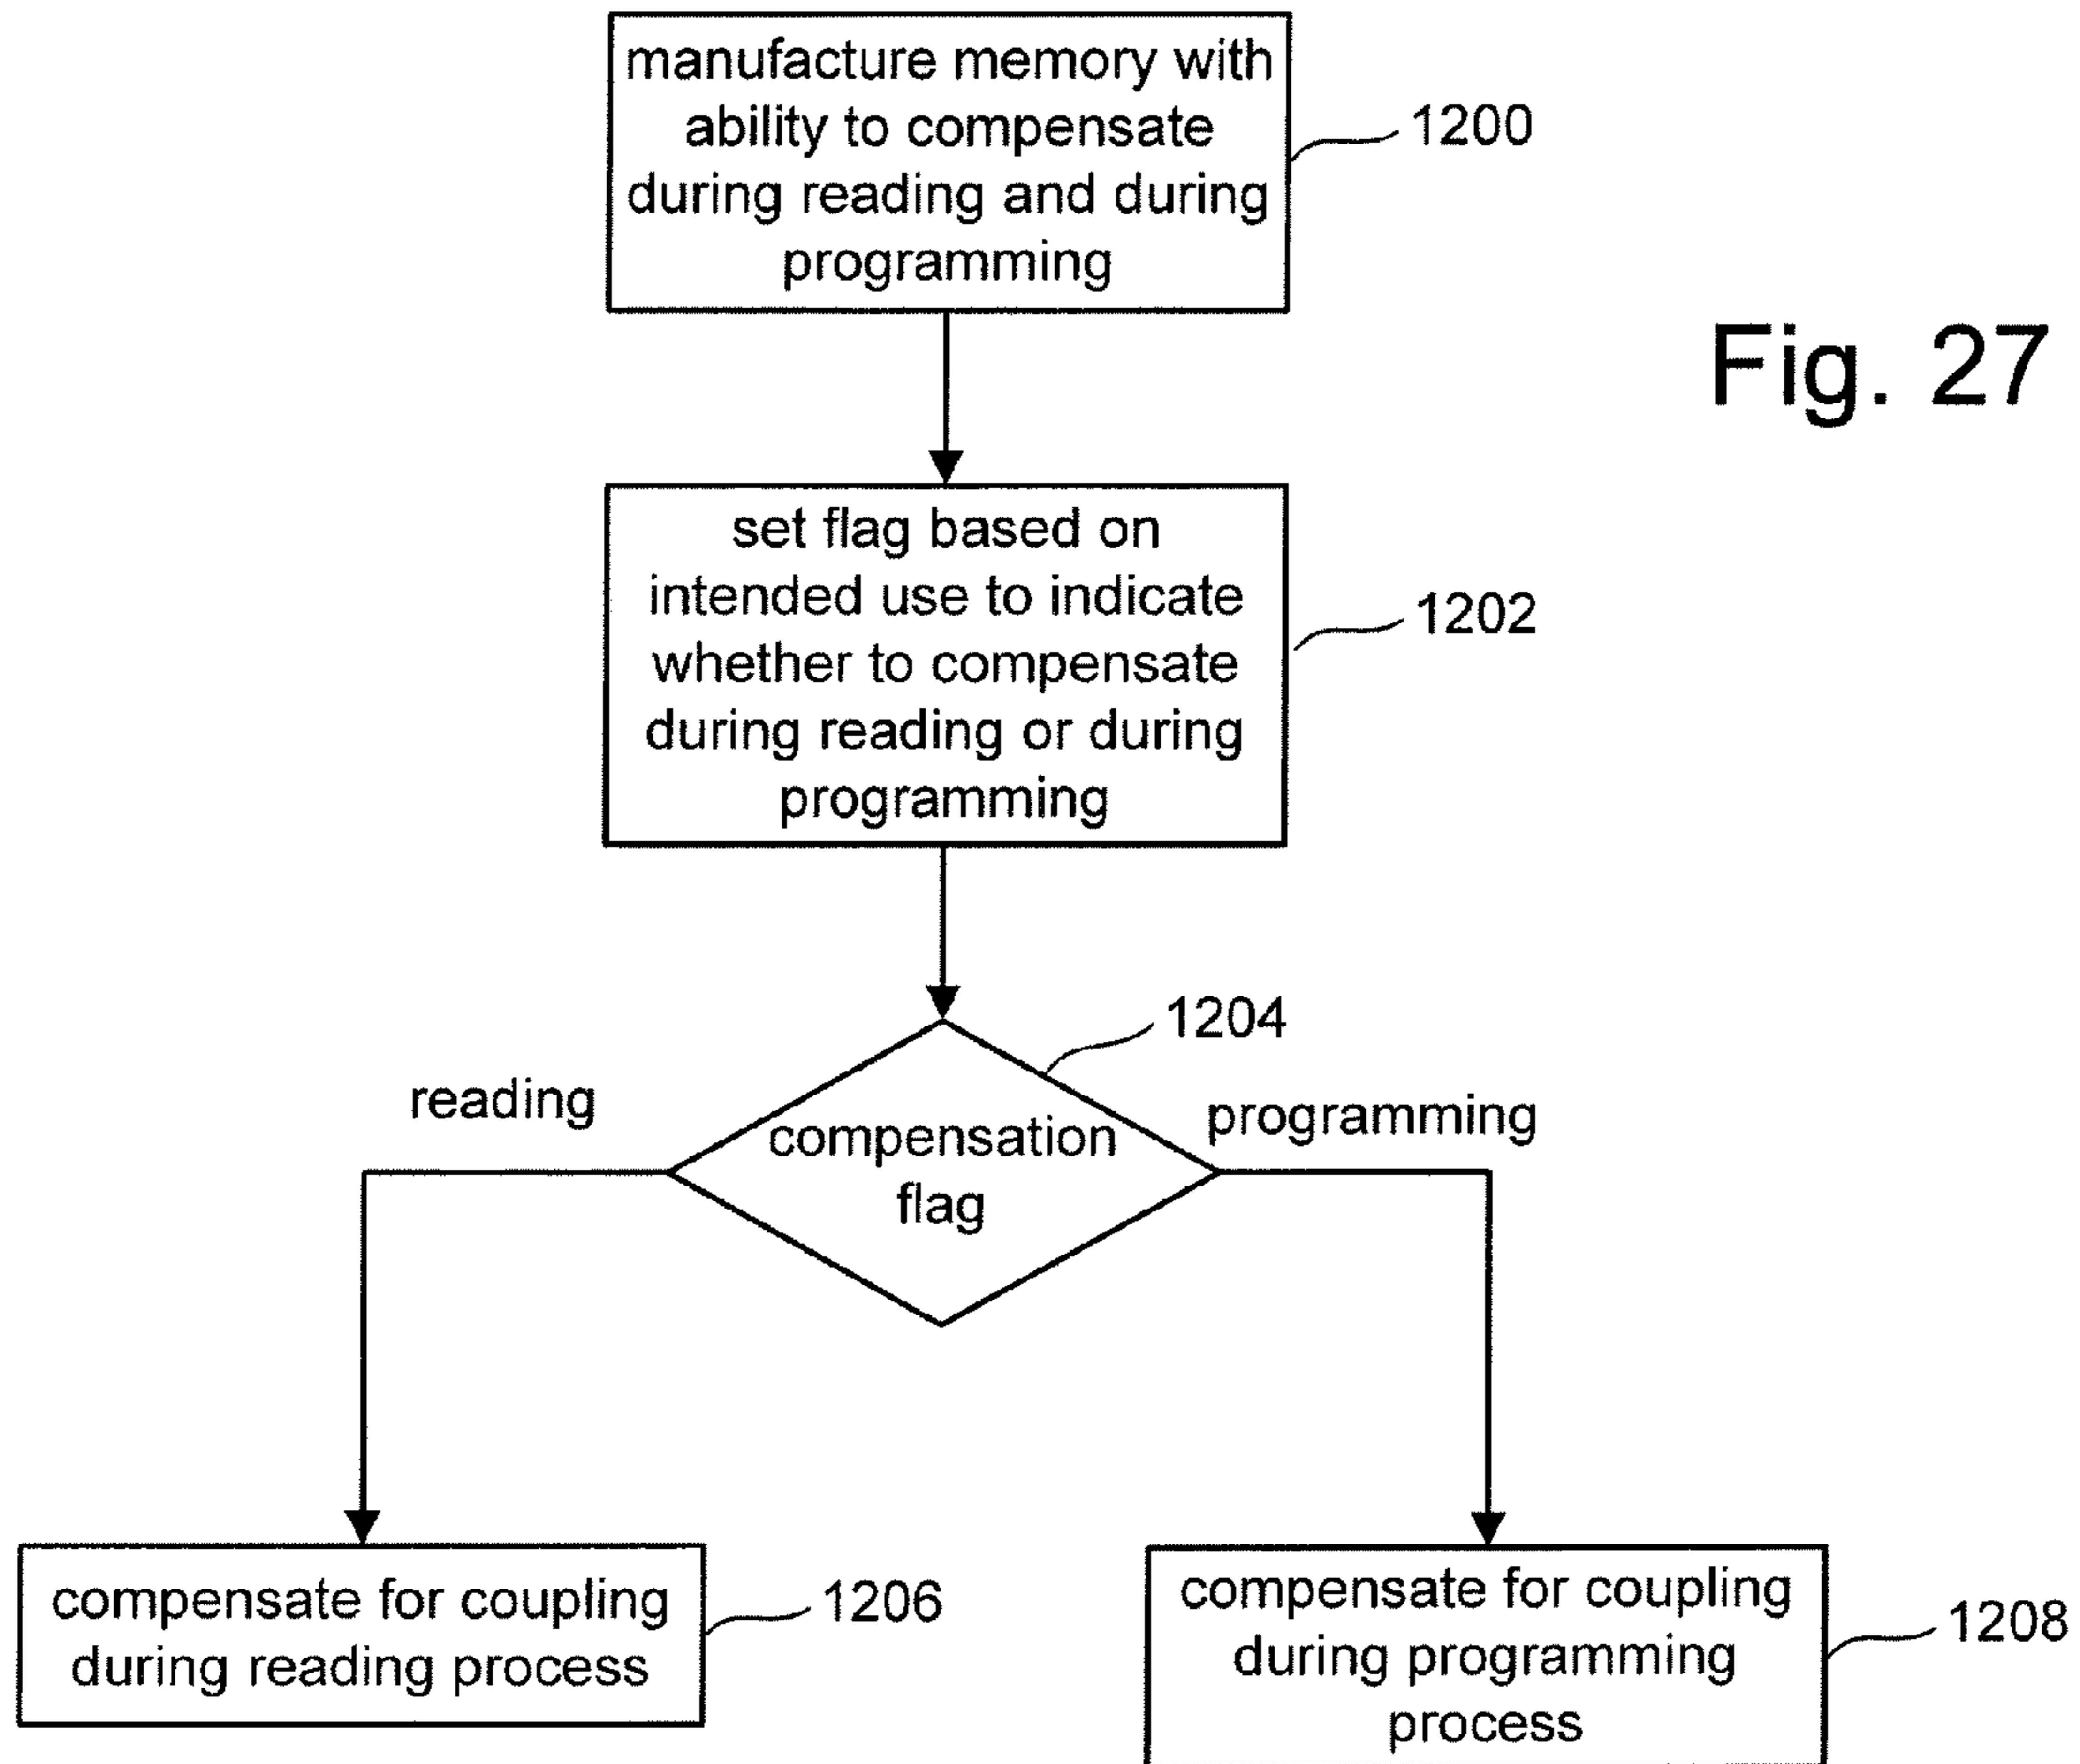 manufacture memory with
ability to compensate
during reading and during
programming
1200
Fig. 27
set flag based on
intended use to indicate
whether to compensate
during reading or during
programming
1202
1204
reading
programming
compensation
flag
compensate for coupling
during reading process
1206
compensate for coupling
during programming
process
1208